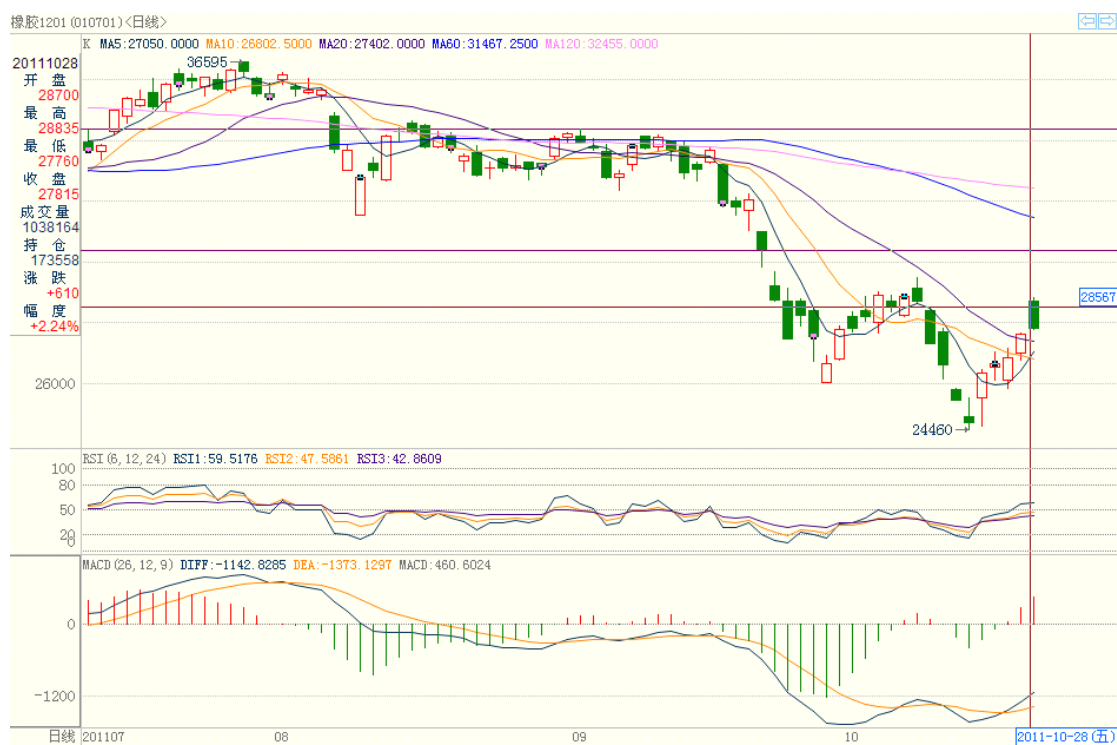 橡胶1201(010701)<日线>
K MA5:27050.0000 MA10:26802.5000 MA20:27402.0000 MA60:31467.2500 MA120:32455.0000
20111028
开 盘
28700
最 高
28835
最 低
27760
收 盘
27815
成交量
1038164
持 仓
173558
涨 跌
+610
幅 度
+2.24%
36595
28567
26000
24460
RSI(6,12,24) RSI1:59.5176 RSI2:47.5861 RSI3:42.8609
100
80
50
20
0
MACD(26,12,9) DIFF:-1142.8285 DEA:-1373.1297 MACD:460.6024
0
-1200
日线 201107 08 09 10 2011-10-28(五)